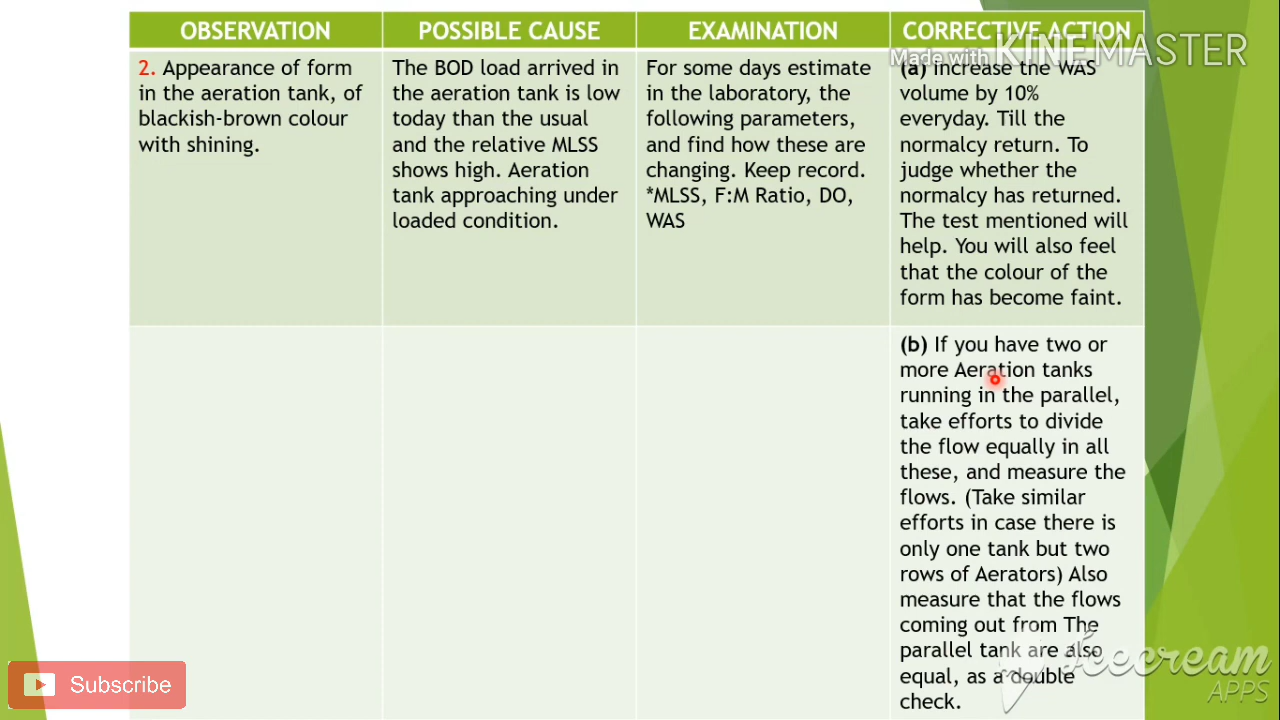 OBSERVATION
POSSIBLE CAUSE
EXAMINATION
CORRECTIVE ACTION
Made with KINEMASTER
2. Appearance of form
in the aeration tank, of
blackish-brown colour
with shining.
The BOD load arrived in
the aeration tank is low
today than the usual
and the relative MLSS
shows high. Aeration
tank approaching under
loaded condition.
For some days estimate
in the laboratory, the
following parameters,
and find how these are
changing. Keep record.
*MLSS, F:M Ratio, DO,
WAS
(a) Increase the WAS
volume by 10%
everyday. Till the
normalcy return. To
judge whether the
normalcy has returned.
The test mentioned will
help. You will also feel
that the colour of the
form has become faint.
(b) If you have two or
more Aeration tanks
running in the parallel,
take efforts to divide
the flow equally in all
these, and measure the
flows. (Take similar
efforts in case there is
only one tank but two
rows of Aerators) Also
measure that the flows
coming out from The
parallel tank are also
equal, as a double
check.
Subscribe
Icecream
APPS